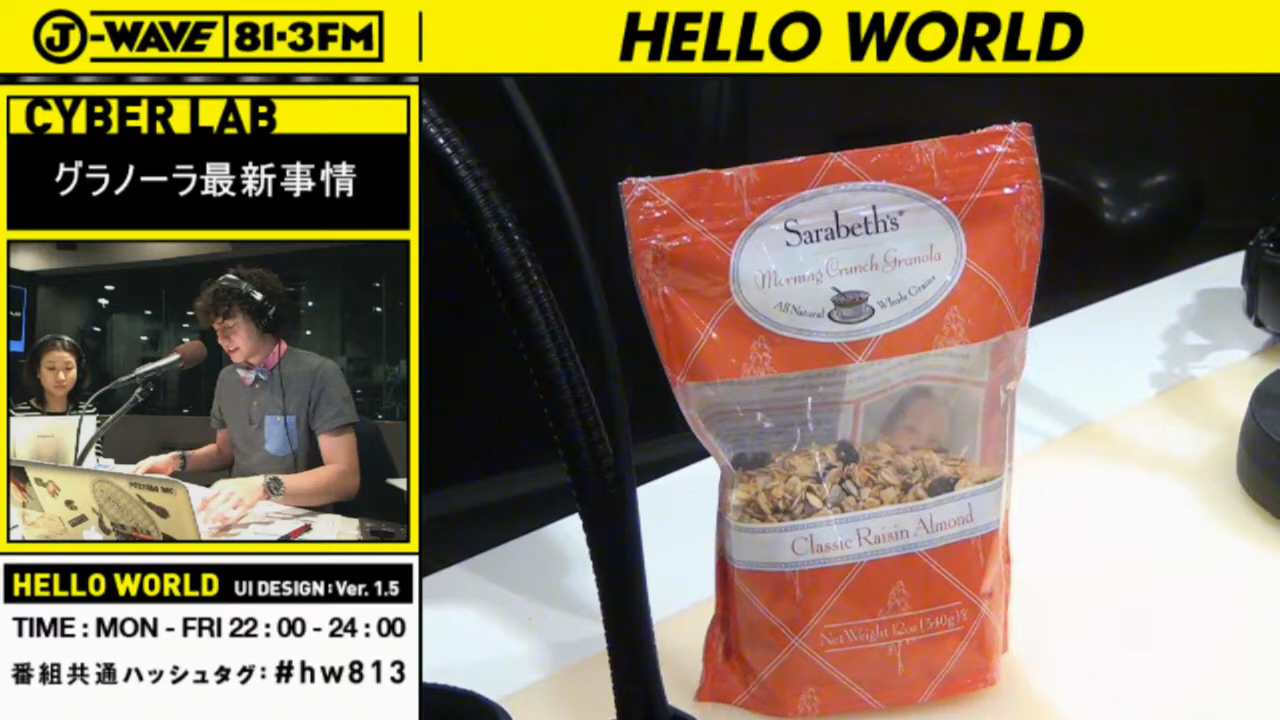 J-WAVE 81.3 FM
HELLO WORLD
CYBER LAB
グラノーラ最新事情
HELLO WORLD UI DESIGN : Ver. 1.5
TIME : MON - FRI 22 : 00 - 24 : 00
番組共通ハッシュタグ : #hw813
Sarabeth's®
Morning Crunch Granola
All Natural Whole Grains
Classic Raisin Almond
Net Weight 12oz (340g)